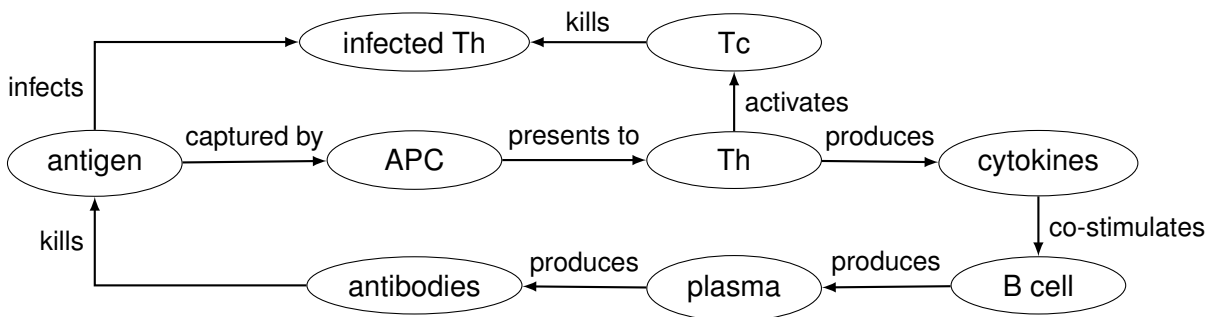 kills
infected Th
Tc
infects
activates
captured by
presents to
produces
antigen
APC
Th
cytokines
kills
co-stimulates
produces
produces
antibodies
plasma
B cell